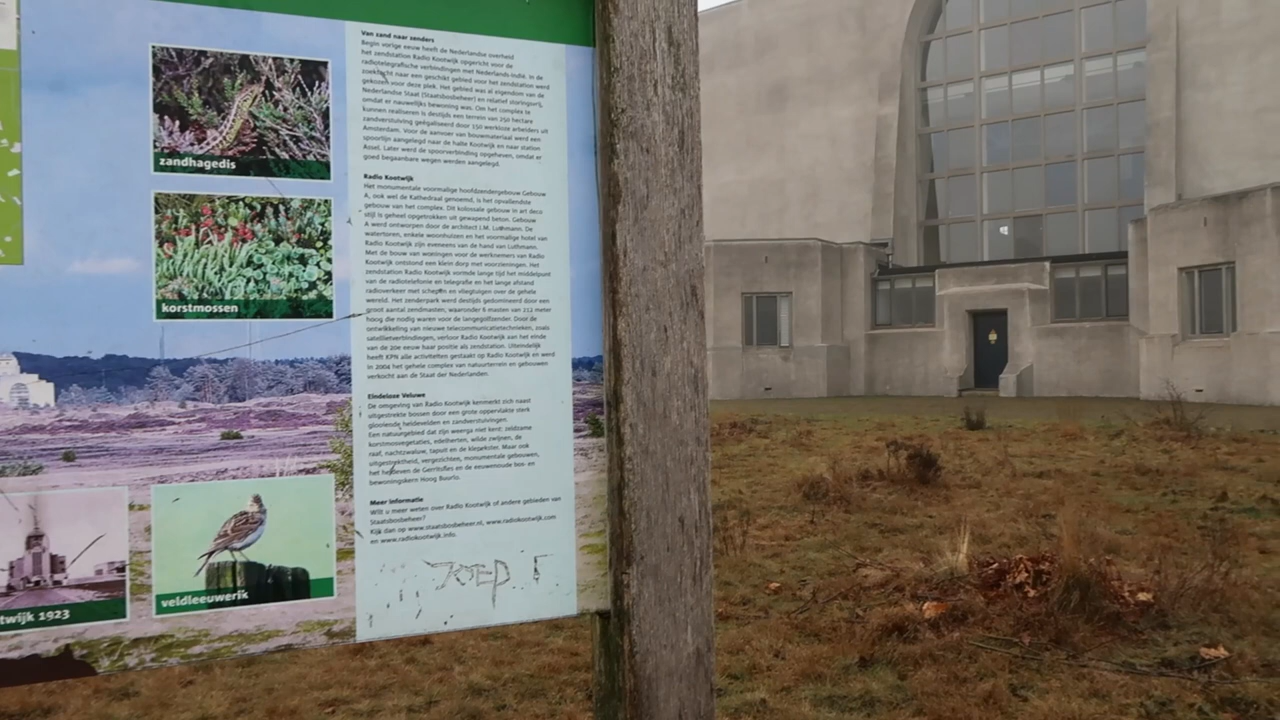 zandhagedis
korstmossen
twijk 1923
veldleeuwerik
Van zand naar zenders
Begin vorige eeuw heeft de Nederlandse overheid
het zendstation Radio Kootwijk opgericht voor de
radiotelegrafische verbindingen met Nederlands-Indië. In de
zoektocht naar een geschikt gebied voor het zendstation werd
gekozen voor deze plek. Het gebied was al eigendom van de
Nederlandse Staat (Staatsbosbeheer) en relatief storingsvrij,
omdat er nauwelijks bewoning was. Om het complex te
kunnen realiseren is destijds een terrein van 250 hectare
zandverstuiving geëgaliseerd door 150 werkloze arbeiders uit
Amsterdam. Voor de aanvoer van bouwmateriaal werd een
spoorlijn aangelegd naar de halte Kootwijk en naar station
Assel. Later werd de spoorverbinding opgeheven, omdat er
goed begaanbare wegen werden aangelegd.
Radio Kootwijk
Het monumentale voormalige hoofdzendergebouw Gebouw
A, ook wel de Kathedraal genoemd, is het opvallendste
gebouw van het complex. Dit kolossale gebouw in art deco
stijl is geheel opgetrokken uit gewapend beton. Gebouw
A werd ontworpen door de architect J.M. Luthmann. De
watertoren, enkele woonhuizen en het voormalige hotel van
Radio Kootwijk zijn eveneens van de hand van Luthmann.
Met de bouw van woningen voor de werknemers van Radio
Kootwijk ontstond een klein dorp met voorzieningen. Het
zendstation Radio Kootwijk vormde lange tijd het middelpunt
van de radiotelefonie en telegrafie en het lange afstand
radioverkeer met schepen en vliegtuigen over de gehele
wereld. Het zenderpark werd destijds gedomineerd door een
groot aantal zendmasten, waaronder 6 masten van 212 meter
hoog die nodig waren voor de langegolfzender. Door de
ontwikkeling van nieuwe telecommunicatietechnieken, zoals
satellietverbindingen, verloor Radio Kootwijk aan het einde
van de 20e eeuw haar positie als zendstation. Uiteindelijk
heeft KPN alle activiteiten gestaakt op Radio Kootwijk en werd
in 2004 het gehele complex van natuurterrein en gebouwen
verkocht aan de Staat der Nederlanden.
Eindeloze Veluwe
De omgeving van Radio Kootwijk kenmerkt zich naast
uitgestrekte bossen door een grote oppervlakte sterk
glooiende heidevelden en zandverstuivingen.
Een natuurgebied dat zijn weerga niet kent: zeldzame
korstmosvegetaties, edelherten, wilde zwijnen, de
raaf, nachtzwaluw, tapuit en de klapekster. Maar ook
uitgestrektheid, vergezichten, monumentale gebouwen,
het hofleven de Gerritsfles en de eeuwenoude bos- en
bewoningskern Hoog Buurlo.
Meer informatie
Wilt u meer weten over Radio Kootwijk of andere gebieden van
Staatsbosbeheer?
Kijk dan op www.staatsbosbeheer.nl, www.radiokootwijk.com
en www.radiokootwijk.info.
JOEP